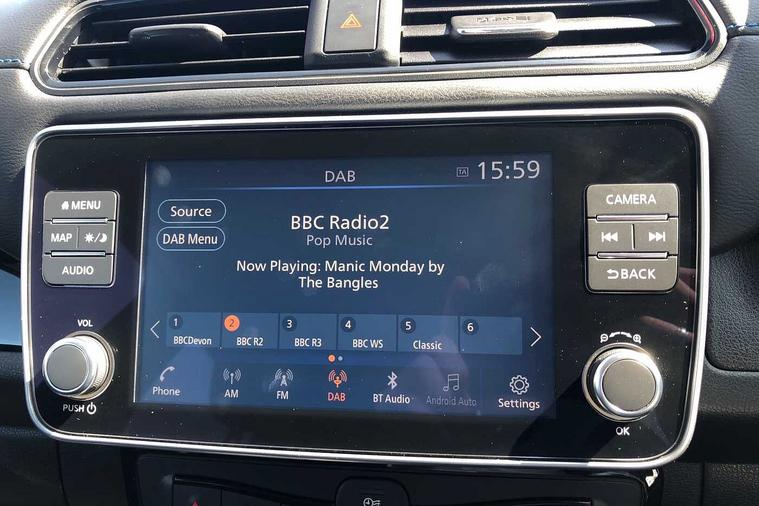 DAB
TA
15:59
MENU
MAP
AUDIO
VOL
PUSH
Source
DAB Menu
BBC Radio2
Pop Music
Now Playing: Manic Monday by
The Bangles
1 2 3 4 5 6
BBCDevon BBC R2 BBC R3 BBC WS Classic
Phone AM FM DAB BT Audio Android Auto Settings
CAMERA
BACK
OK